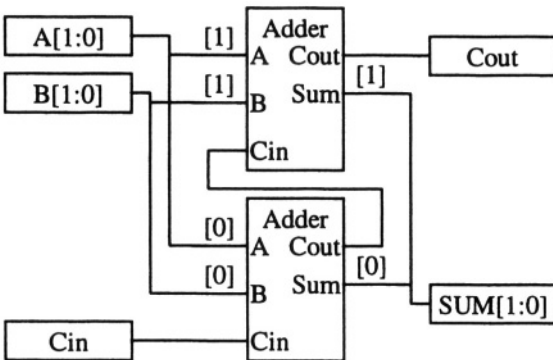 A[1:0]
B[1:0]
[1]
[1]
Adder
A Cout
B Sum
Cin
[1]
Cout
[0]
[0]
Adder
A Cout
B Sum
Cin
[0]
SUM[1:0]
Cin